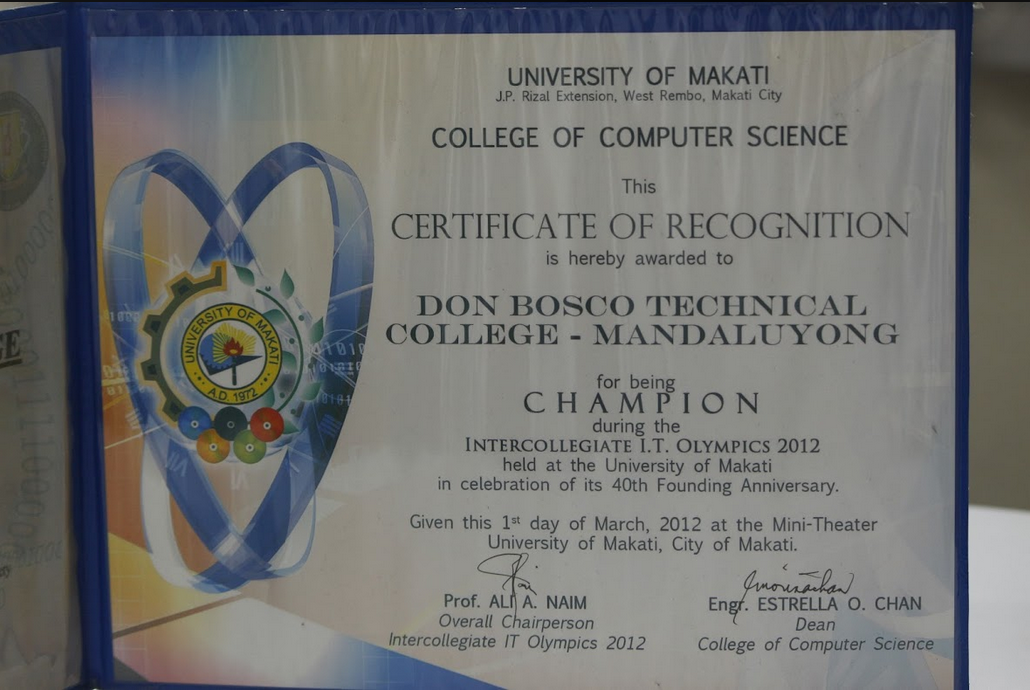 UNIVERSITY OF MAKATI
J.P. Rizal Extension, West Rembo, Makati City
COLLEGE OF COMPUTER SCIENCE
This
CERTIFICATE OF RECOGNITION
is hereby awarded to
DON BOSCO TECHNICAL
COLLEGE - MANDALUYONG
for being
CHAMPION
during the
INTERCOLLEGIATE I.T. OLYMPICS 2012
held at the University of Makati
in celebration of its 40th Founding Anniversary.
Given this 1st day of March, 2012 at the Mini-Theater
University of Makati, City of Makati.
Prof. ALI A. NAIM
Overall Chairperson
Intercollegiate IT Olympics 2012
Engr. ESTRELLA O. CHAN
Dean
College of Computer Science
UNIVERSITY OF MAKATI
A.D. 1972